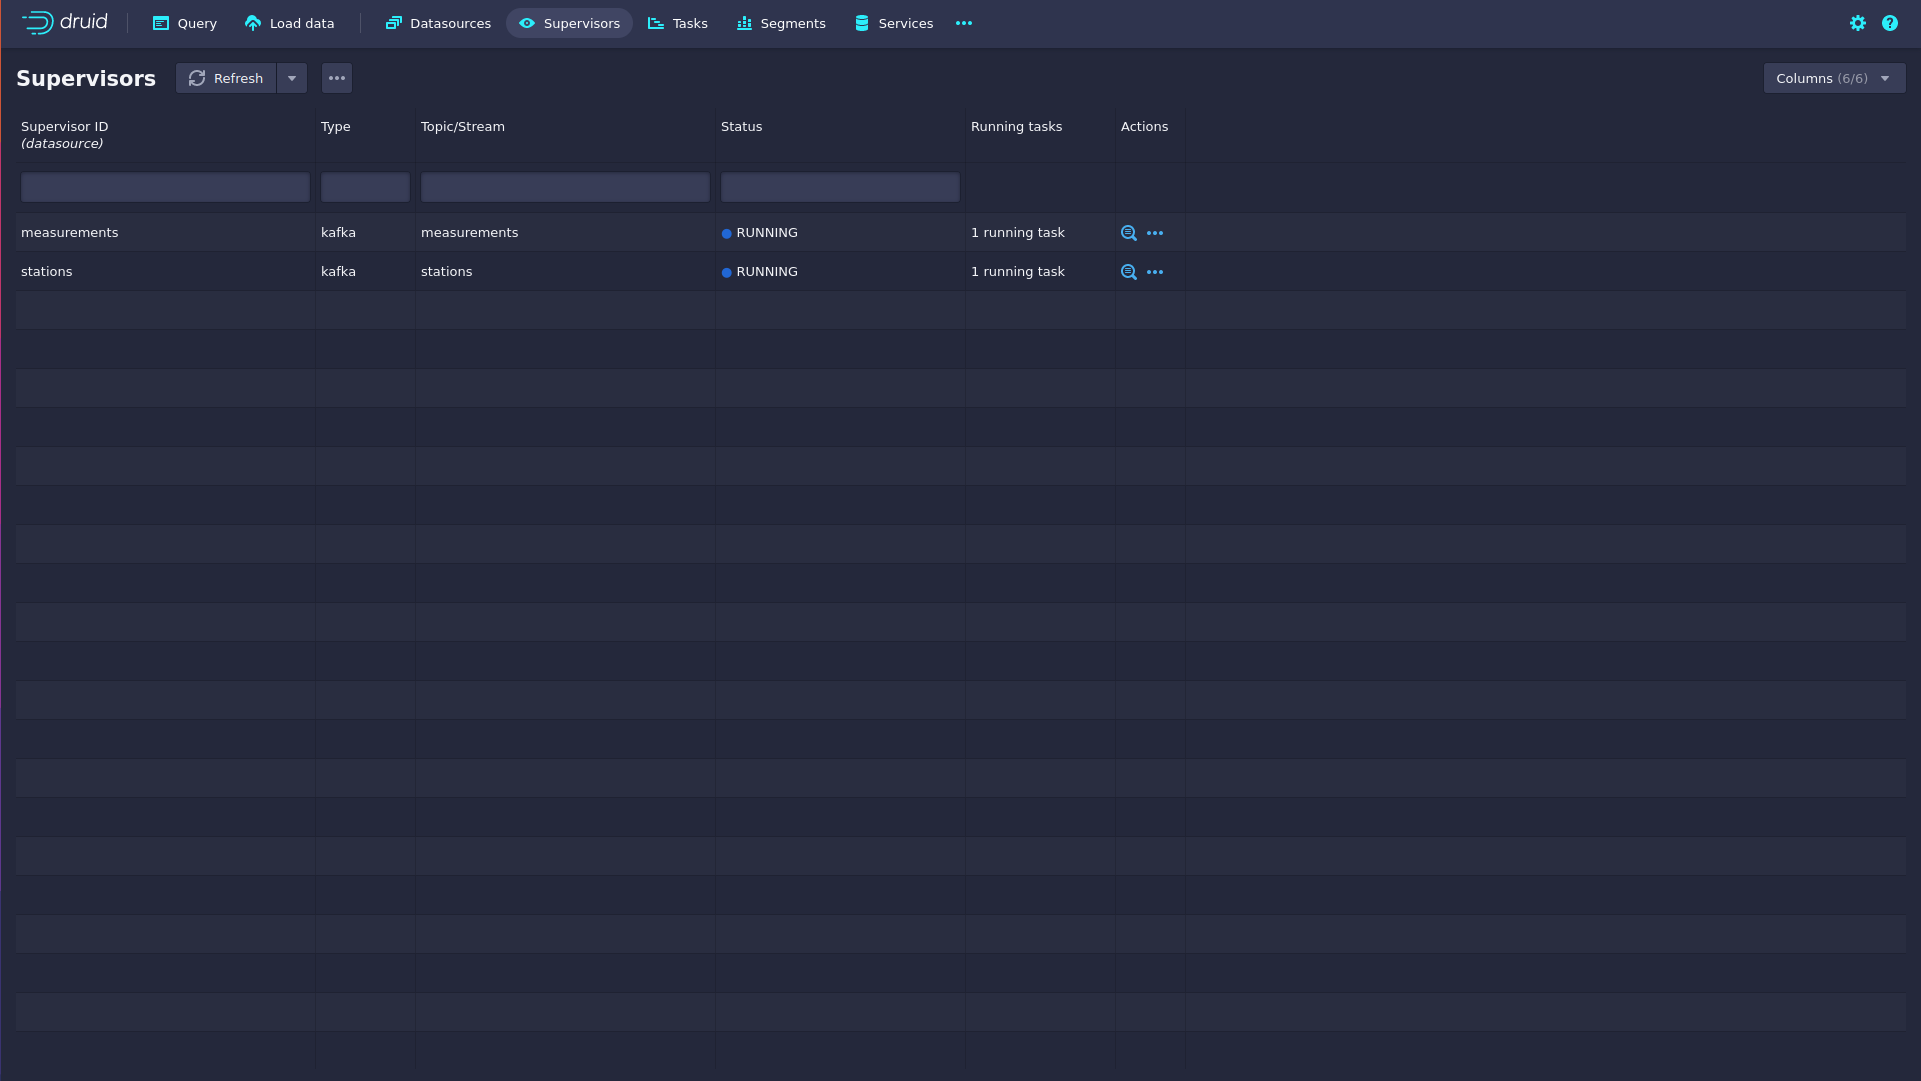 druid
Query
Load data
Datasources
Supervisors
Tasks
Segments
Services
Supervisors
Refresh
Columns (6/6)
Supervisor ID
(datasource)
Type
Topic/Stream
Status
Running tasks
Actions
measurements kafka measurements RUNNING 1 running task
stations kafka stations RUNNING 1 running task